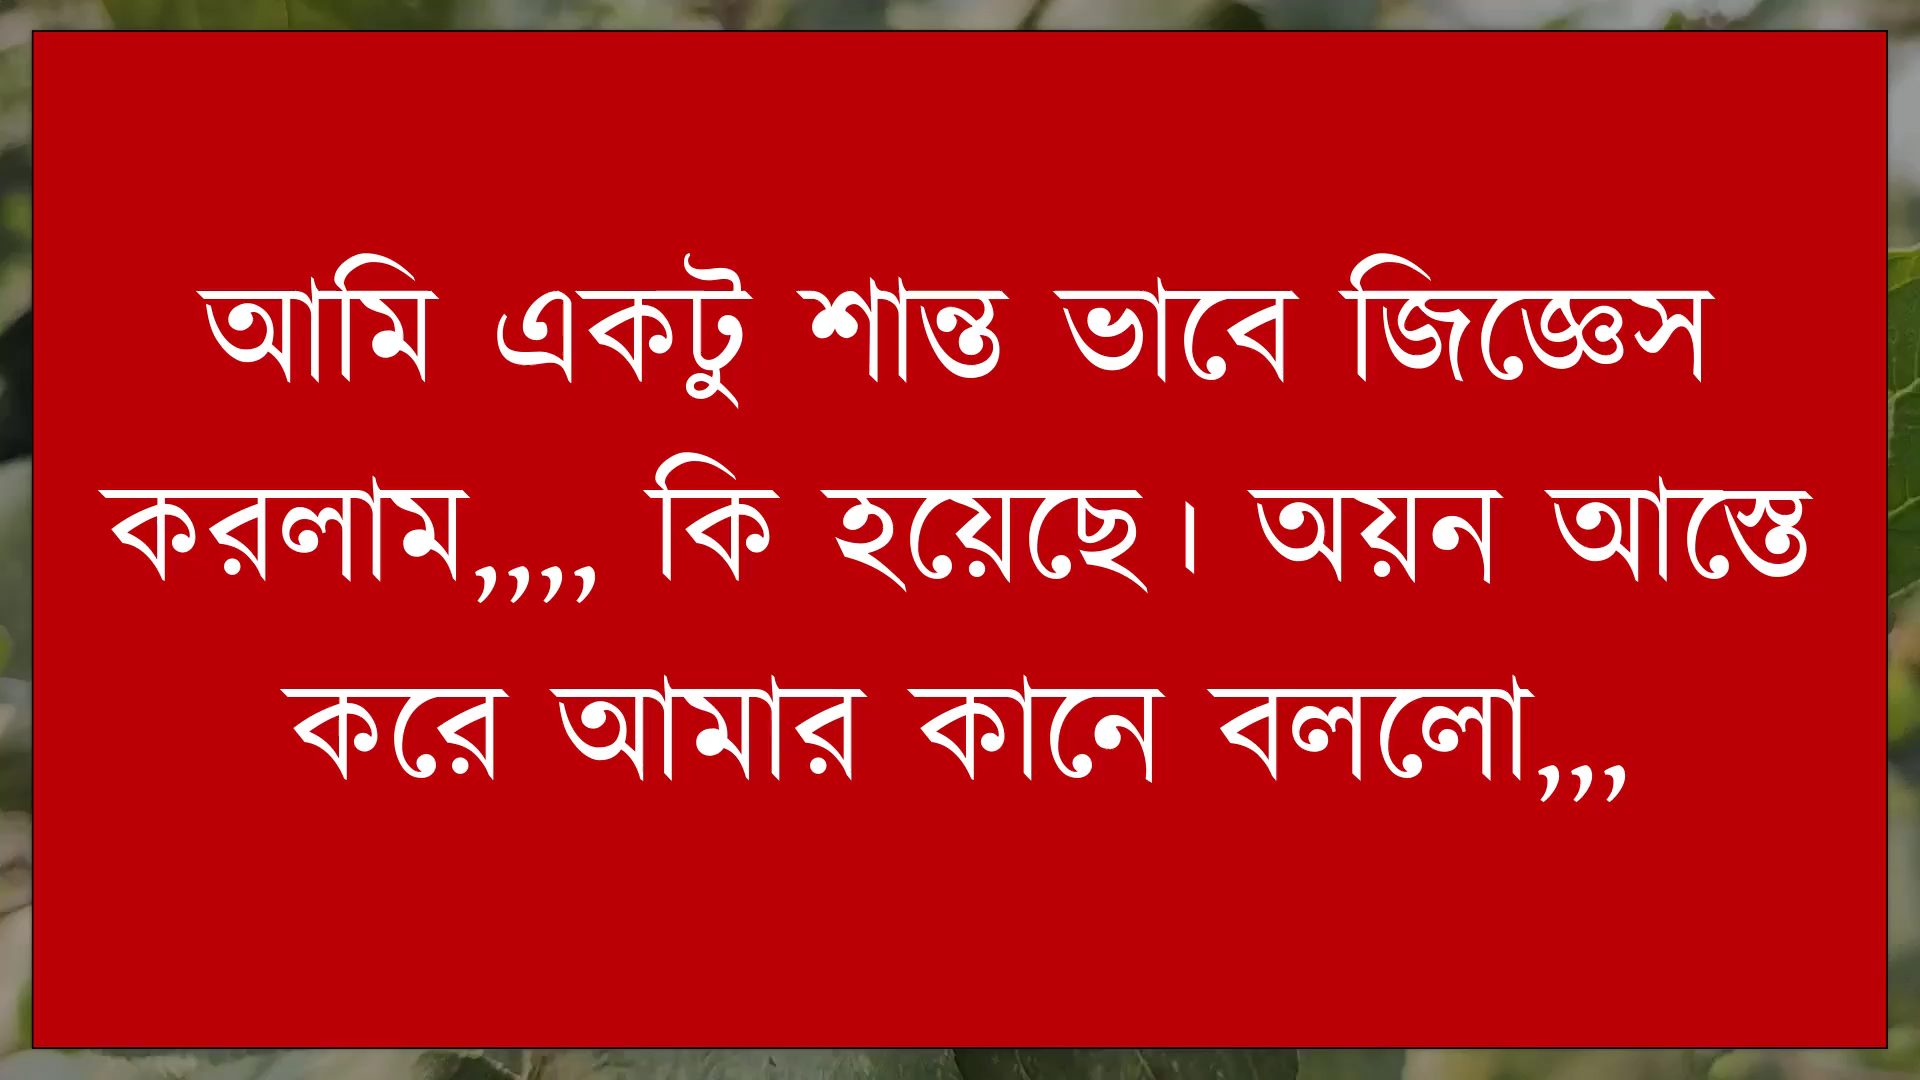 আমি একটু শান্ত ভাবে জিজ্ঞেস
করলাম,,,, কি হয়েছে। অয়ন আস্তে
করে আমার কানে বললো,,,